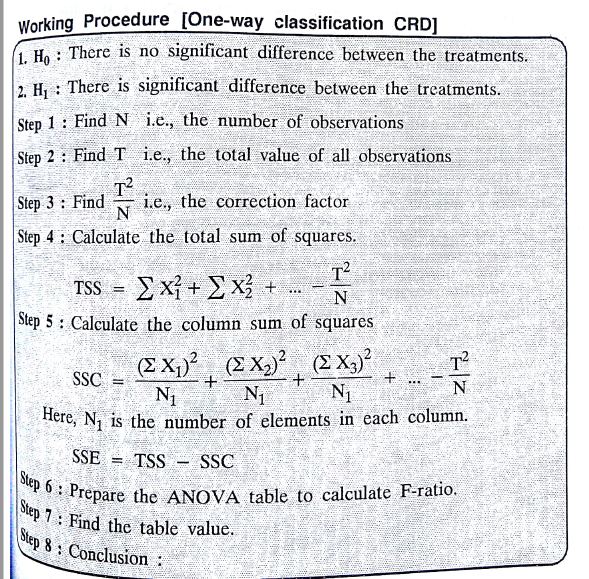 Working Procedure [One-way classification CRD]
1. H₀ : There is no significant difference between the treatments.
2. H₁ : There is significant difference between the treatments.
Step 1 : Find N i.e., the number of observations
Step 2 : Find T i.e., the total value of all observations
Step 3 : Find T²/N i.e., the correction factor
Step 4 : Calculate the total sum of squares.
TSS = ∑ X₁² + ∑ X₂² + ... − T²/N
Step 5 : Calculate the column sum of squares
SSC = (Σ X₁)²/N₁ + (Σ X₂)²/N₁ + (Σ X₃)²/N₁ + ... − T²/N
Here, N₁ is the number of elements in each column.
SSE = TSS − SSC
Step 6 : Prepare the ANOVA table to calculate F-ratio.
Step 7 : Find the table value.
Step 8 : Conclusion :